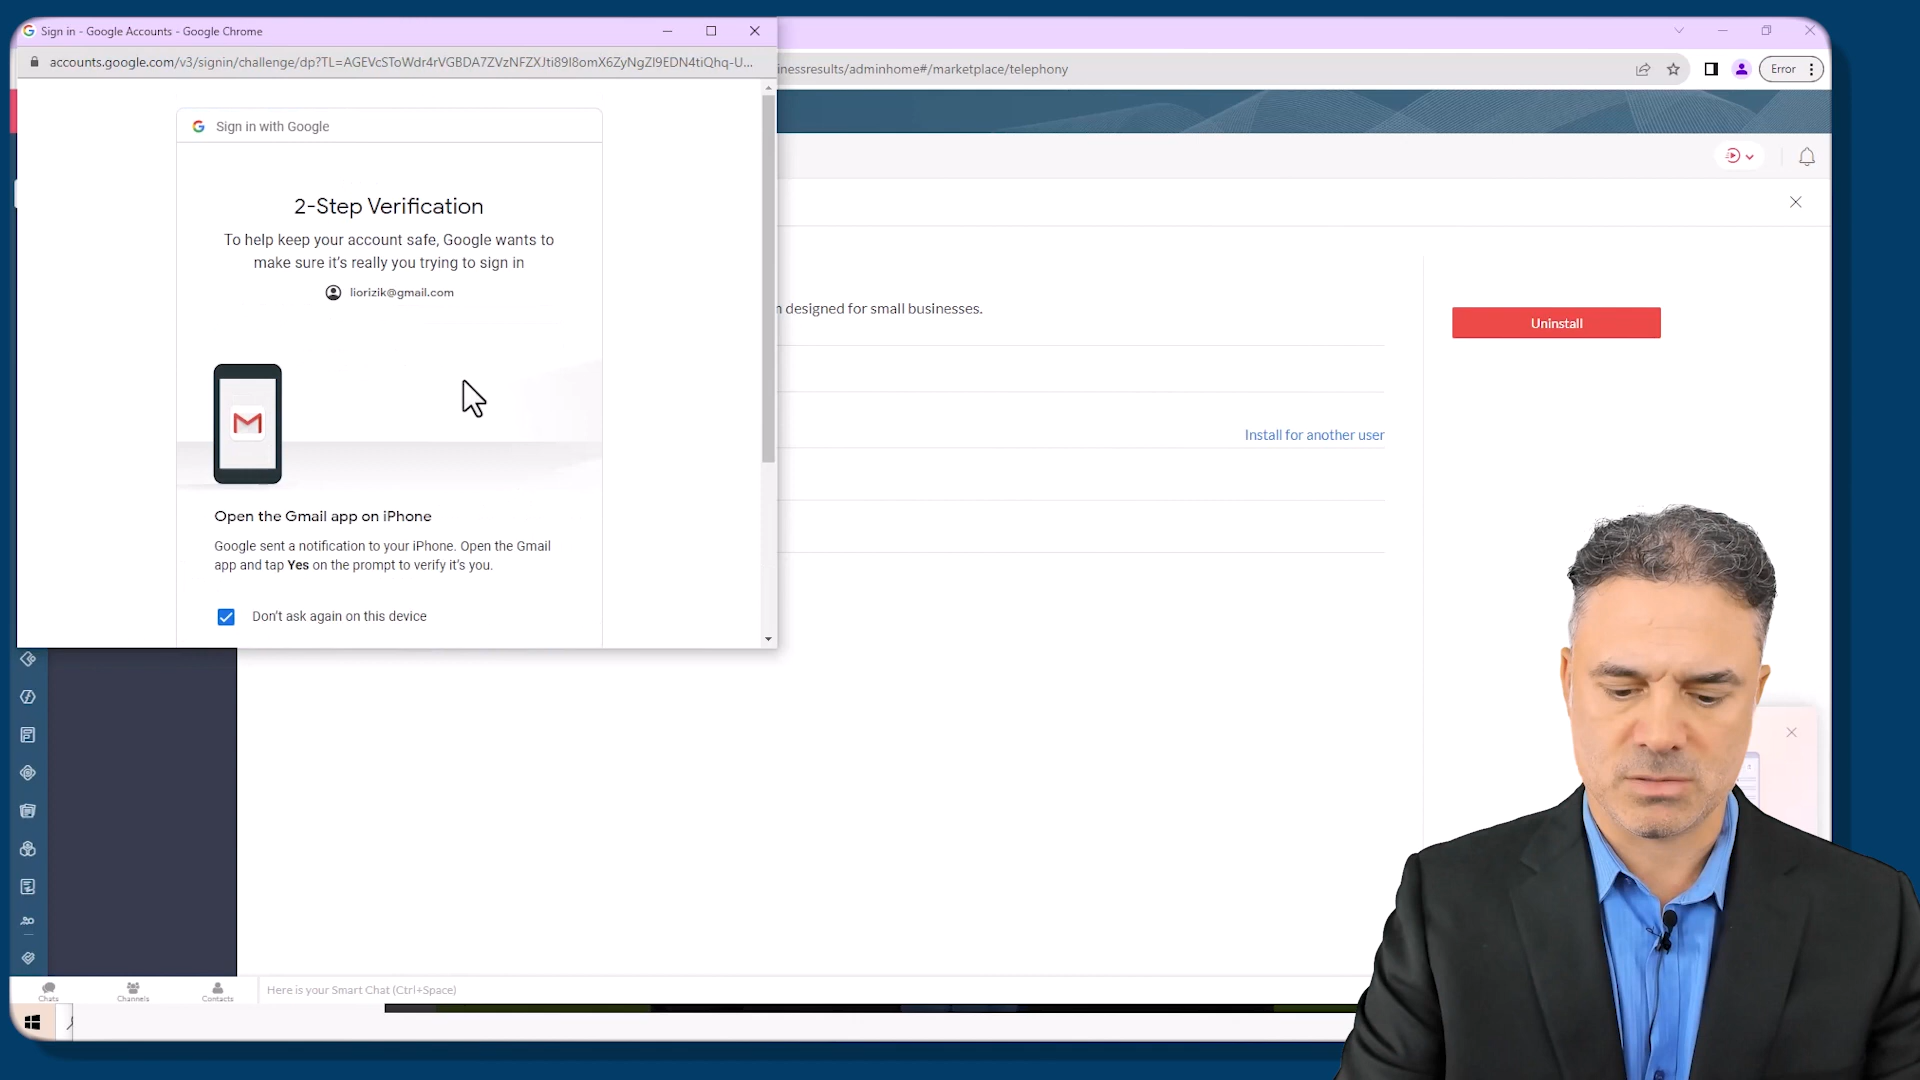 Sign in - Google Accounts - Google Chrome
accounts.google.com/v3/signin/challenge/dp?TL=AGEVcSToWdr4rVGBDA7ZVzNFZXJti89I8omX6ZyNgZl9EDN4tiQhq-U...
inessresults/adminhome#/marketplace/telephony
Error
Sign in with Google
2-Step Verification
To help keep your account safe, Google wants to
make sure it's really you trying to sign in
liorizik@gmail.com
designed for small businesses.
Uninstall
Install for another user
Open the Gmail app on iPhone
Google sent a notification to your iPhone. Open the Gmail
app and tap Yes on the prompt to verify it's you.
Don't ask again on this device
Chats
Channels
Contacts
Here is your Smart Chat (Ctrl+Space)